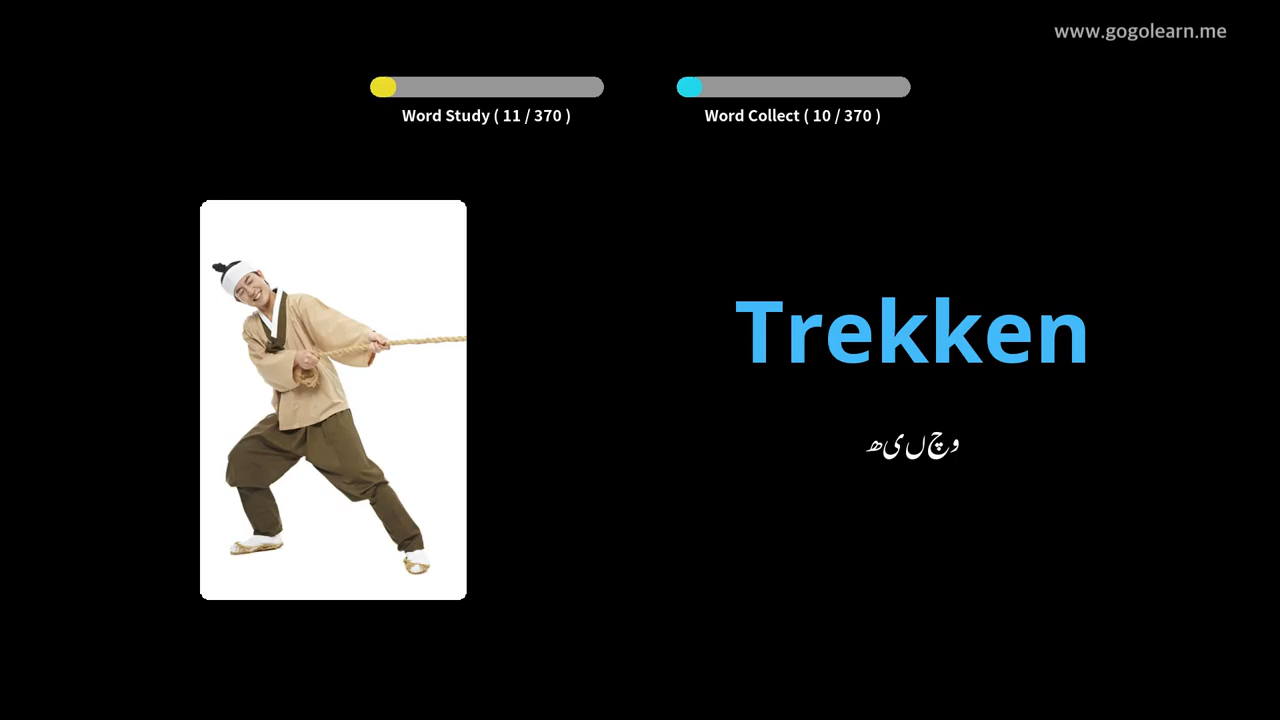 www.gogolearn.me
Word Study ( 11 / 370 )
Word Collect ( 10 / 370 )
Trekken
و چ ں ی ھ